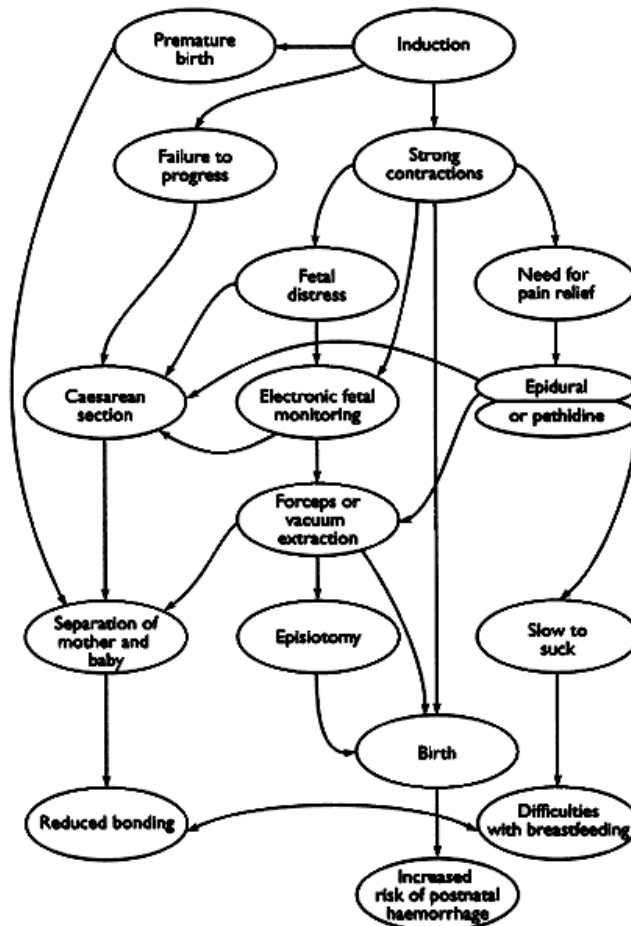 Premature
birth
Induction
Failure to
progress
Strong
contractions
Fetal
distress
Need for
pain relief
Caesarean
section
Electronic fetal
monitoring
Epidural
or pethidine
Forceps or
vacuum
extraction
Separation of
mother and
baby
Episiotomy
Slow to
suck
Birth
Reduced bonding
Difficulties
with breastfeeding
Increased
risk of postnatal
haemorrhage